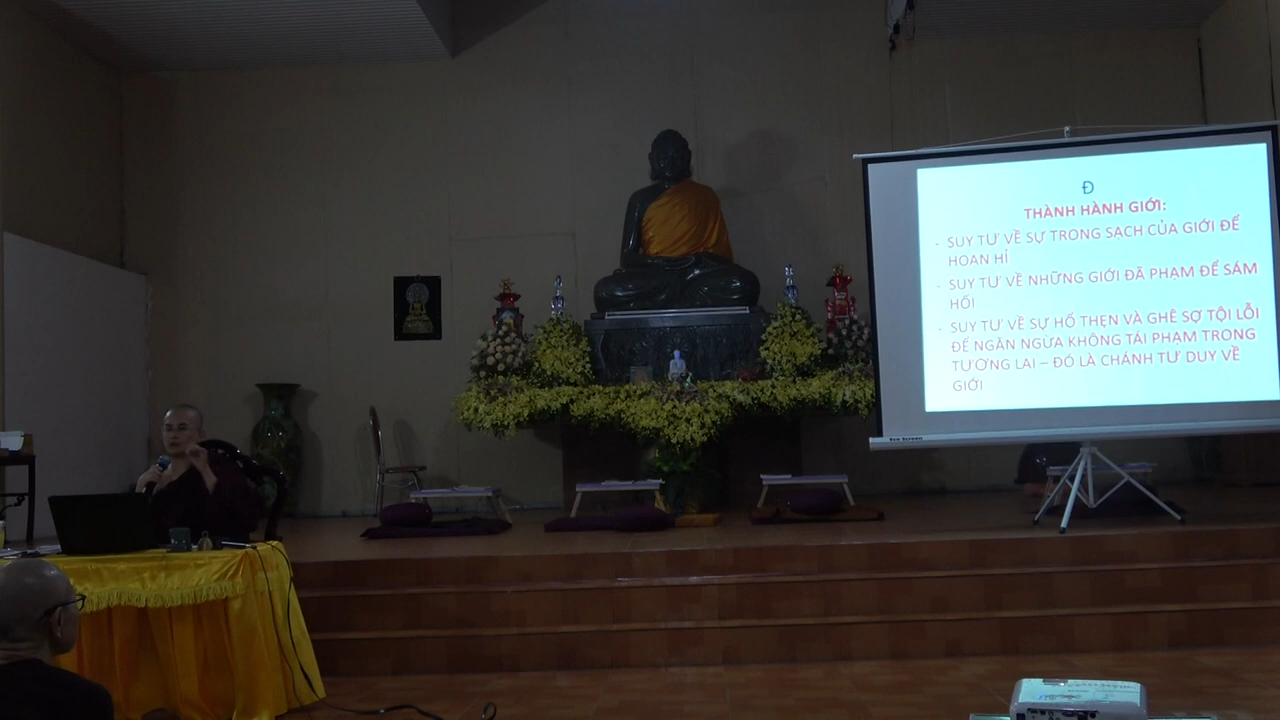 Đ
THÀNH HÀNH GIỚI:
- SUY TƯ VỀ SỰ TRONG SẠCH CỦA GIỚI ĐỂ
HOAN HỈ
- SUY TƯ VỀ NHỮNG GIỚI ĐÃ PHẠM ĐỂ SÁM
HỐI
- SUY TƯ VỀ SỰ HỔ THẸN VÀ GHÊ SỢ TỘI LỖI
ĐỂ NGĂN NGỪA KHÔNG TÁI PHẠM TRONG
TƯƠNG LAI – ĐÓ LÀ CHÁNH TƯ DUY VỀ
GIỚI
Eco Screen